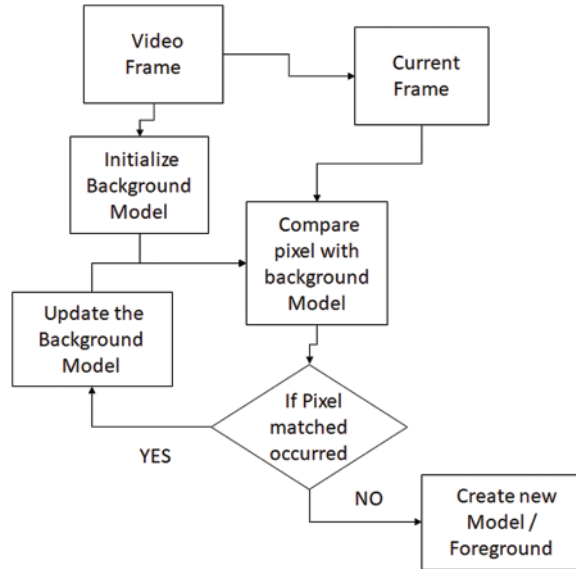 Video
Frame
Current
Frame
Initialize
Background
Model
Compare
pixel with
background
Model
Update the
Background
Model
If Pixel
matched
occurred
YES
NO
Create new
Model /
Foreground